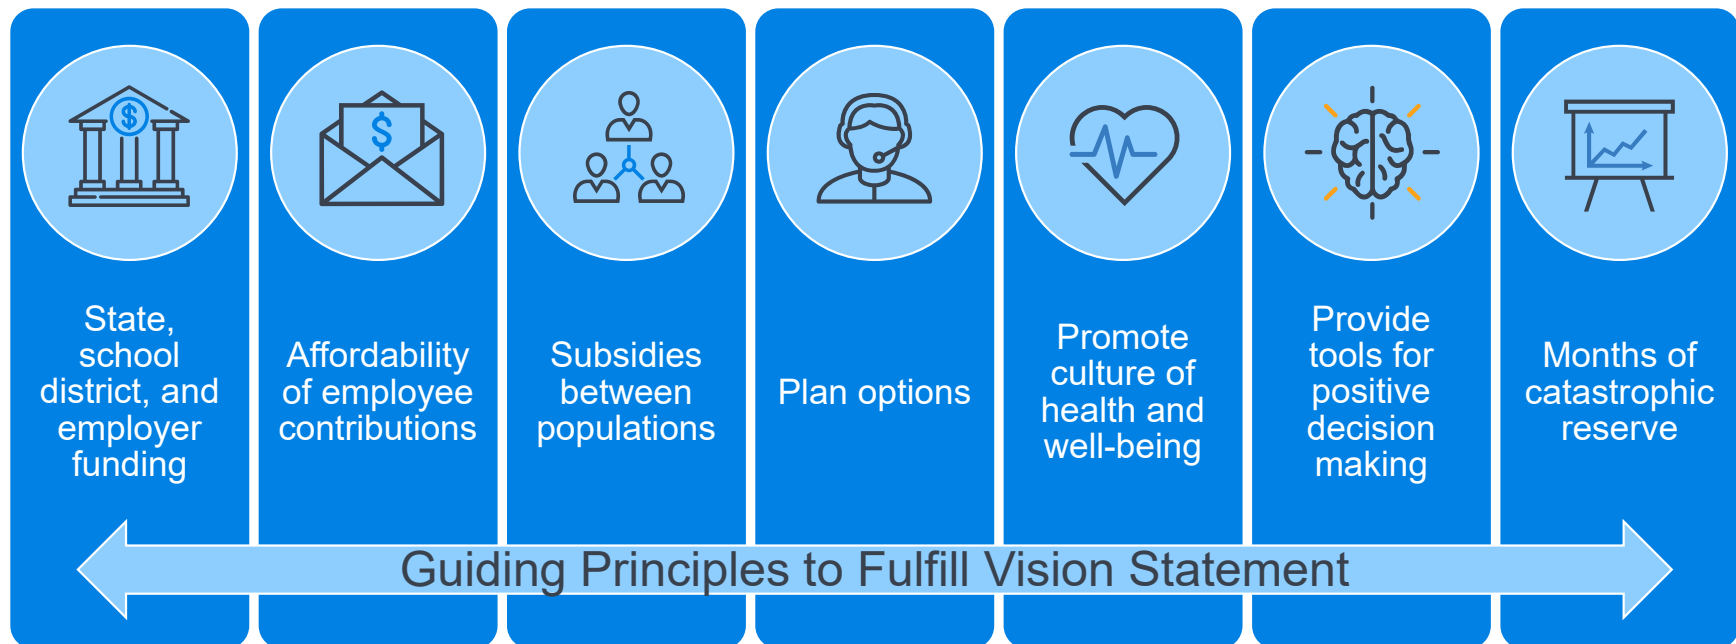 State,
school
district, and
employer
funding
Affordability
of employee
contributions
Subsidies
between
populations
Plan options
Promote
culture of
health and
well-being
Provide
tools for
positive
decision
making
Months of
catastrophic
reserve
Guiding Principles to Fulfill Vision Statement